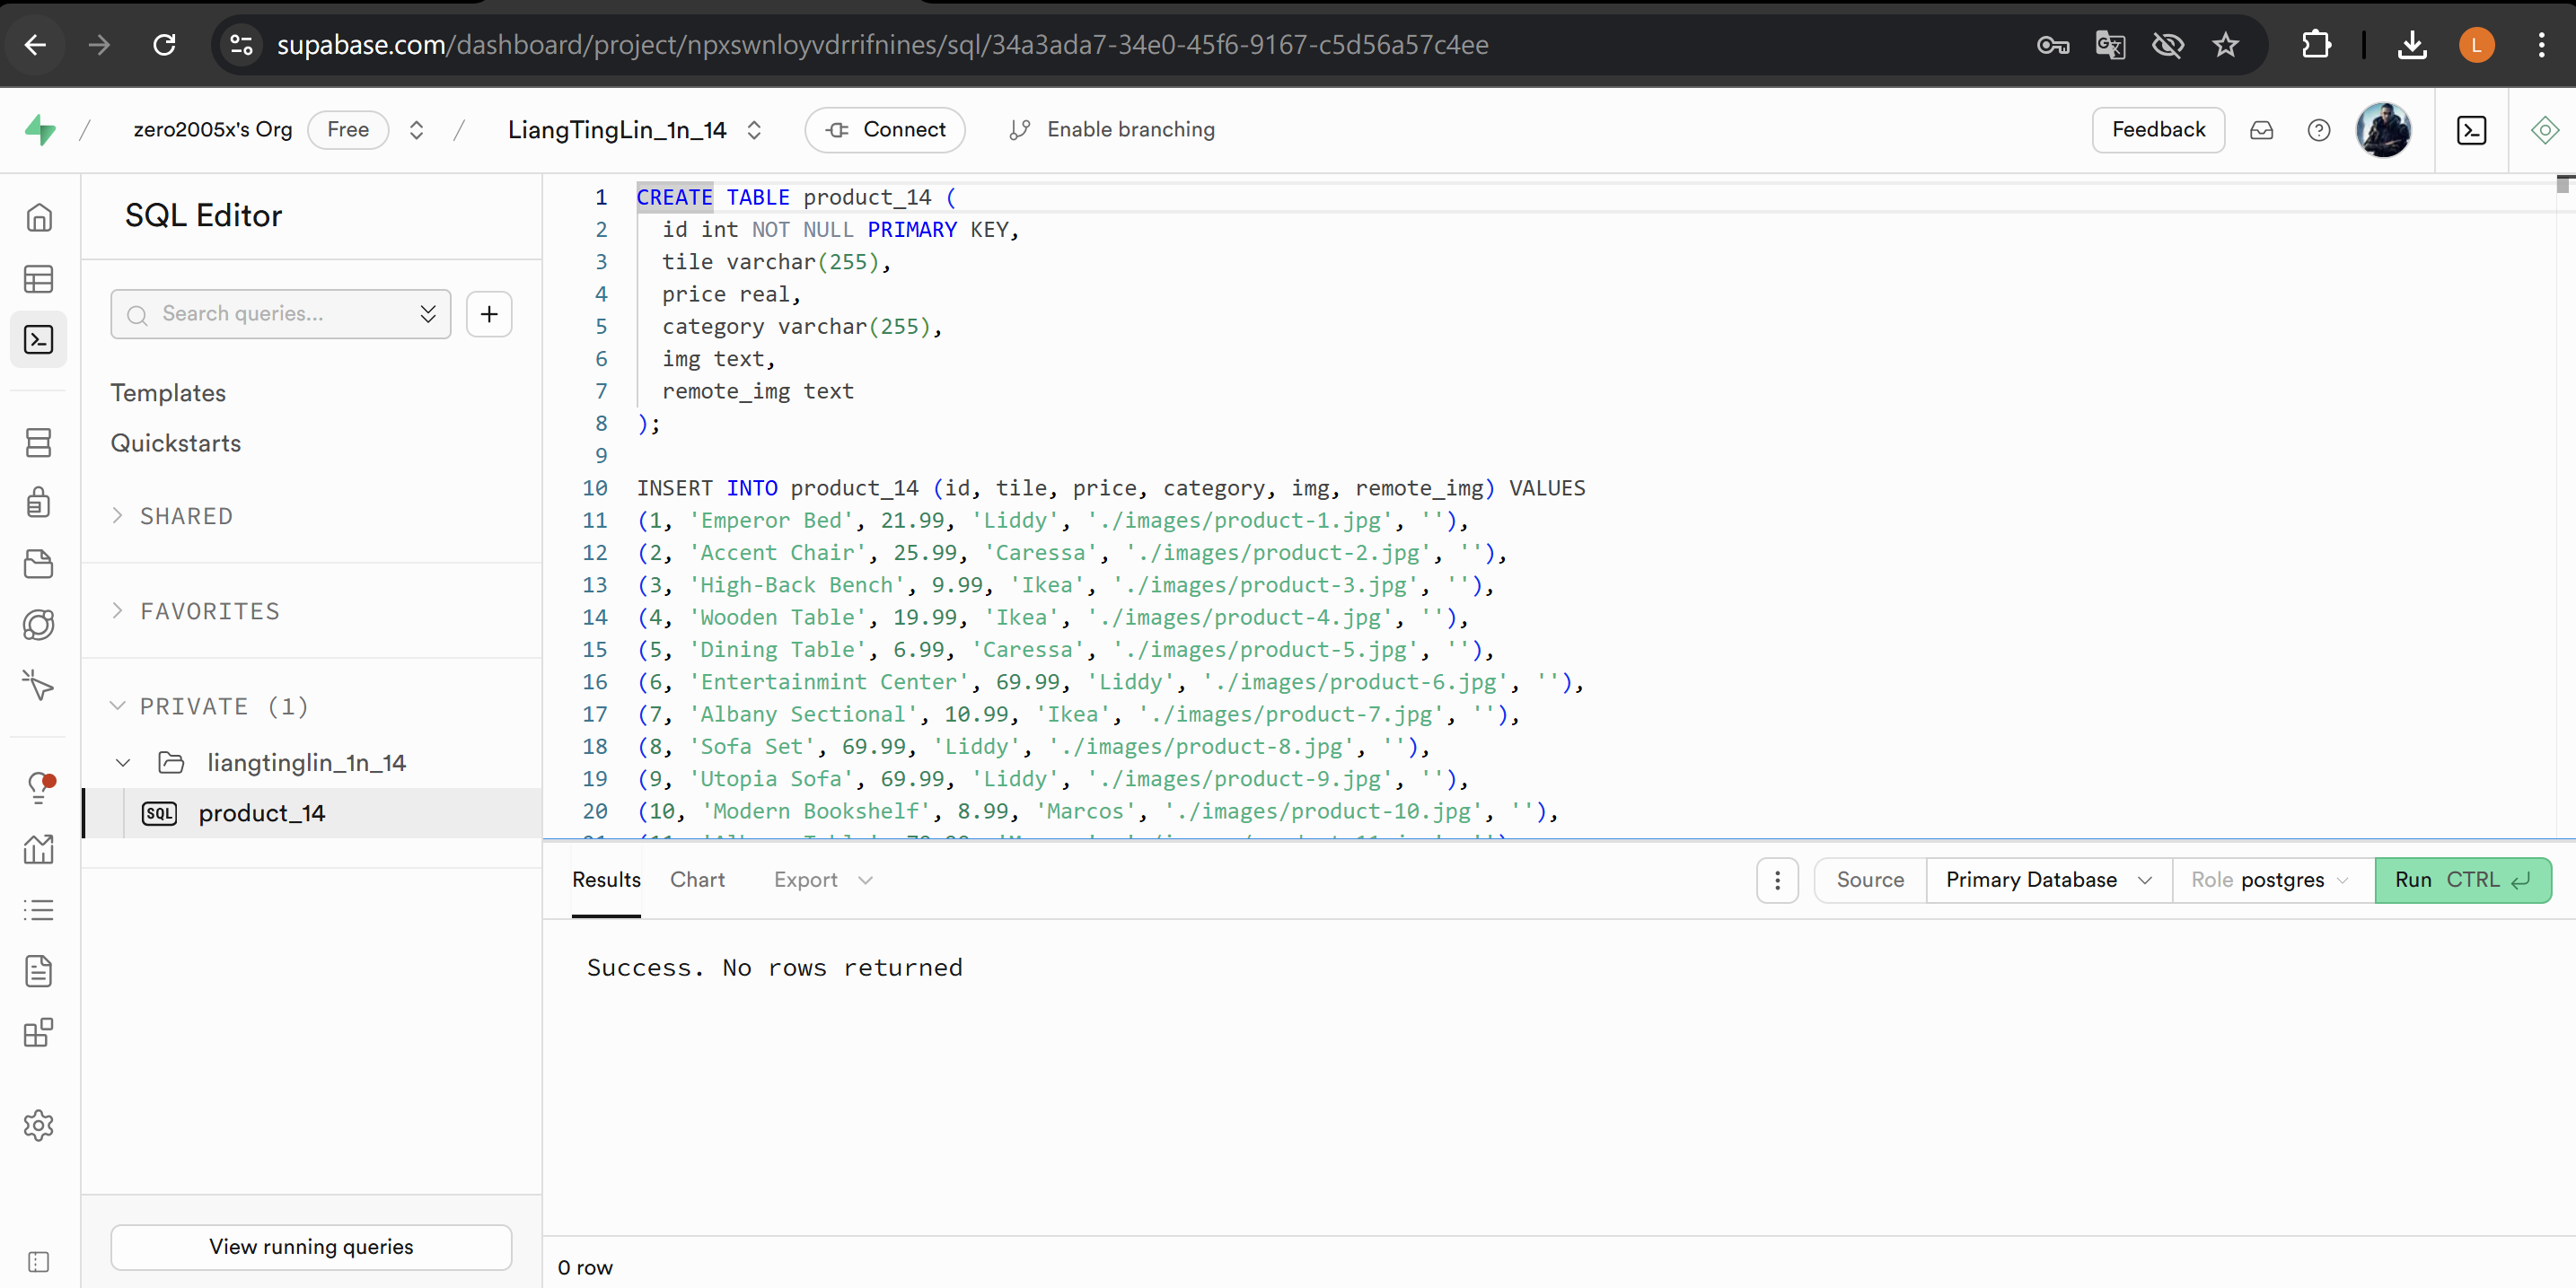 supabase.com/dashboard/project/npxswnloyvdrrifnines/sql/34a3ada7-34e0-45f6-9167-c5d56a57c4ee
L
/ zero2005x's Org Free / LiangTingLin_1n_14 Connect Enable branching Feedback
SQL Editor
Search queries...
Templates
Quickstarts
SHARED
FAVORITES
PRIVATE (1)
liangtinglin_1n_14
SQL product_14
View running queries
1 CREATE TABLE product_14 (
2 id int NOT NULL PRIMARY KEY,
3 tile varchar(255),
4 price real,
5 category varchar(255),
6 img text,
7 remote_img text
8 );
9
10 INSERT INTO product_14 (id, tile, price, category, img, remote_img) VALUES
11 (1, 'Emperor Bed', 21.99, 'Liddy', './images/product-1.jpg', ''),
12 (2, 'Accent Chair', 25.99, 'Caressa', './images/product-2.jpg', ''),
13 (3, 'High-Back Bench', 9.99, 'Ikea', './images/product-3.jpg', ''),
14 (4, 'Wooden Table', 19.99, 'Ikea', './images/product-4.jpg', ''),
15 (5, 'Dining Table', 6.99, 'Caressa', './images/product-5.jpg', ''),
16 (6, 'Entertainmint Center', 69.99, 'Liddy', './images/product-6.jpg', ''),
17 (7, 'Albany Sectional', 10.99, 'Ikea', './images/product-7.jpg', ''),
18 (8, 'Sofa Set', 69.99, 'Liddy', './images/product-8.jpg', ''),
19 (9, 'Utopia Sofa', 69.99, 'Liddy', './images/product-9.jpg', ''),
20 (10, 'Modern Bookshelf', 8.99, 'Marcos', './images/product-10.jpg', ''),
Results Chart Export Source Primary Database Role postgres Run CTRL
Success. No rows returned
0 row